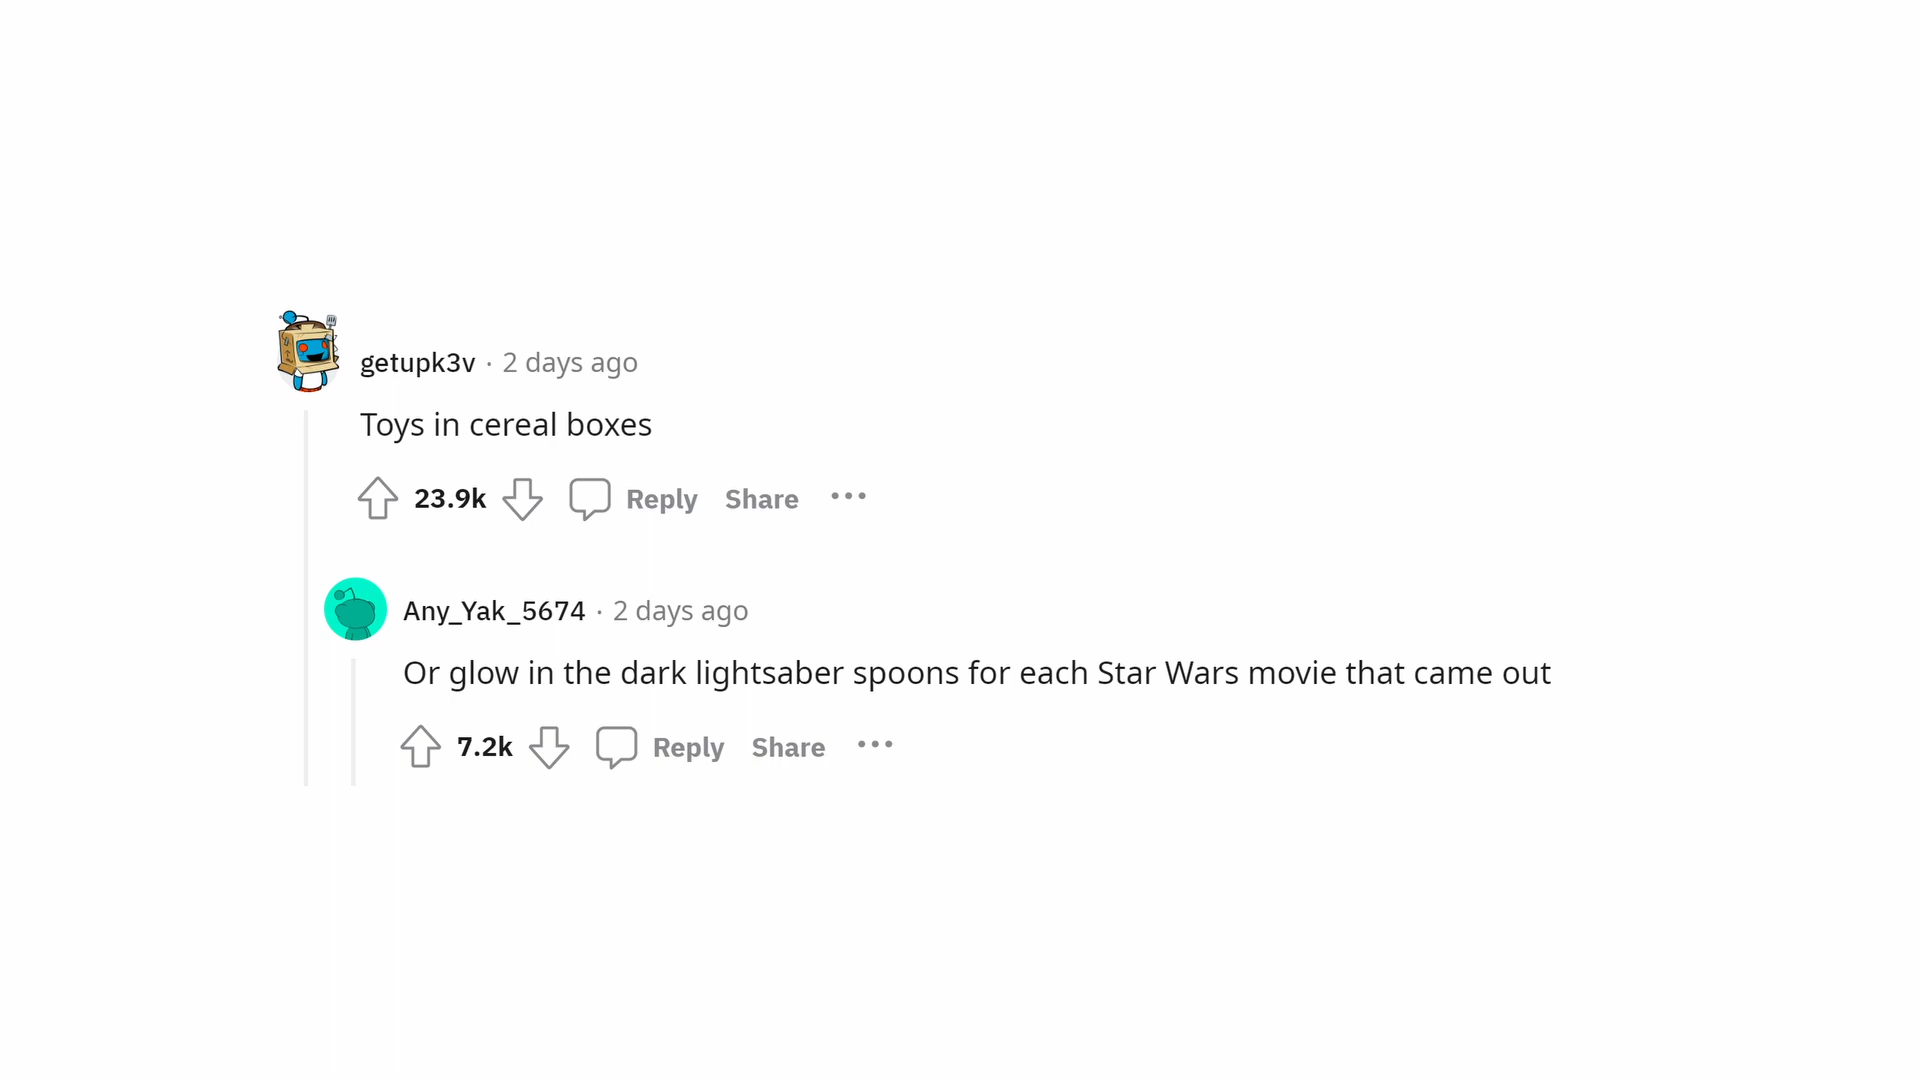 getupk3v · 2 days ago
Toys in cereal boxes
23.9k Reply Share ···
Any_Yak_5674 · 2 days ago
Or glow in the dark lightsaber spoons for each Star Wars movie that came out
7.2k Reply Share ···